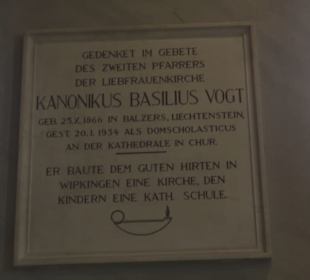 GEDENKET IM GEBETE
DES ZWEITEN PFARRERS
DER LIEBFRAUENKIRCHE
KANONIKUS BASILIUS VOGT
GEB. 23.X.1866 IN BALZERS, LIECHTENSTEIN,
GEST. 20.1.1934 ALS DOMSCHOLASTICUS
AN DER KATHEDRALE IN CHUR.
ER BAUTE DEM GUTEN HIRTEN IN
WIPKINGEN EINE KIRCHE, DEN
KINDERN EINE KATH. SCHULE.